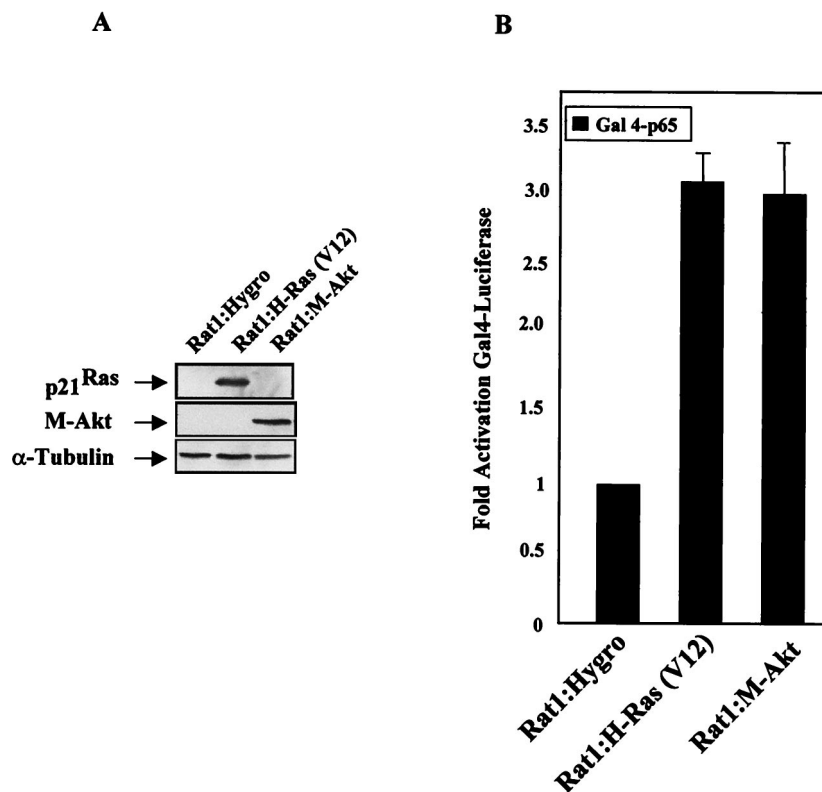 A
B
Rat1:Hygro
Rat1:H-Ras (V12)
Rat1:M-Akt
p21Ras
M-Akt
α-Tubulin
Fold Activation Gal4-Luciferase
Gal 4-p65
3.5
3.0
2.5
2.0
1.5
1
0.5
0
Rat1:Hygro
Rat1:H-Ras (V12)
Rat1:M-Akt